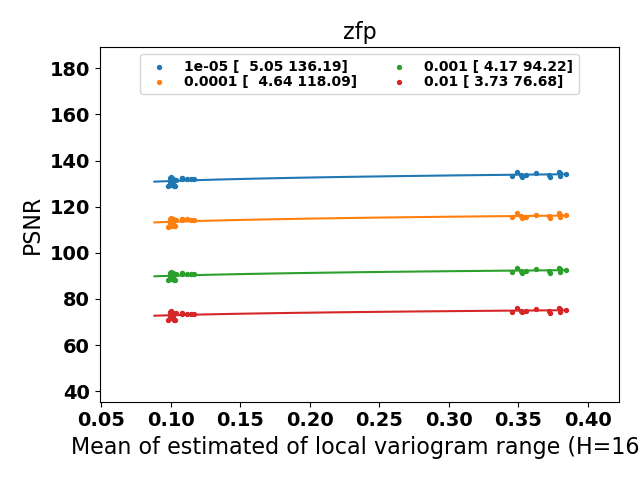 zfp
1e-05 [  5.05 136.19]
0.0001 [  4.64 118.09]
0.001 [ 4.17 94.22]
0.01 [ 3.73 76.68]
PSNR
180
160
140
120
100
80
60
40
0.05 0.10 0.15 0.20 0.25 0.30 0.35 0.40
Mean of estimated of local variogram range (H=16